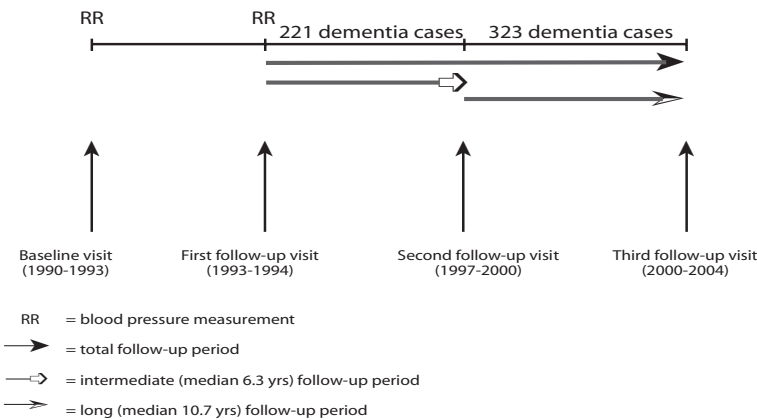 RR
RR
221 dementia cases 323 dementia cases
Baseline visit
(1990-1993)
First follow-up visit
(1993-1994)
Second follow-up visit
(1997-2000)
Third follow-up visit
(2000-2004)
RR = blood pressure measurement
= total follow-up period
= intermediate (median 6.3 yrs) follow-up period
= long (median 10.7 yrs) follow-up period